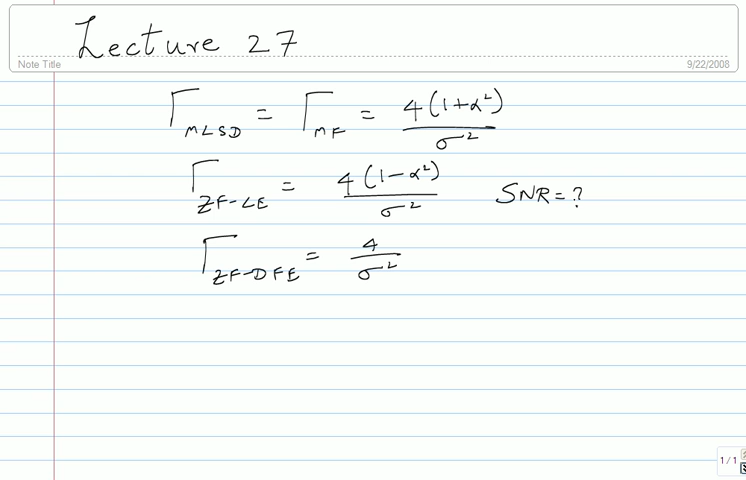 Lecture 27
Note Title
9/22/2008
Γ_MLSD = Γ_MF = 4(1+α²)/σ²
Γ_ZF-LE = 4(1-α²)/σ² SNR=?
Γ_ZF-DFE = 4/σ²
1/1